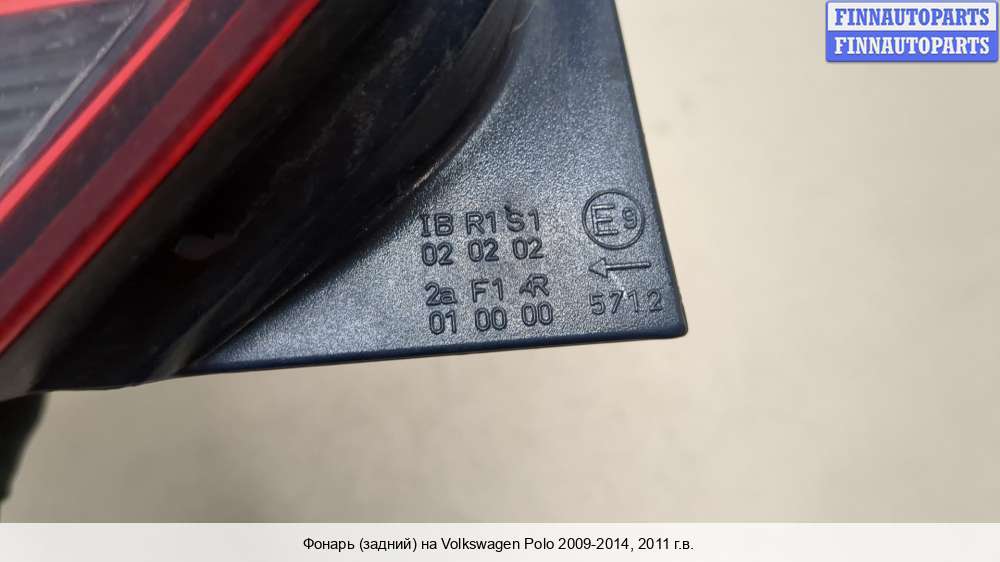 FINNAUTOPARTS
FINNAUTOPARTS
IB R1 S1
02 02 02
2a F1 AR
01 00 00
E9
←
5712
Фонарь (задний) на Volkswagen Polo 2009-2014, 2011 г.в.